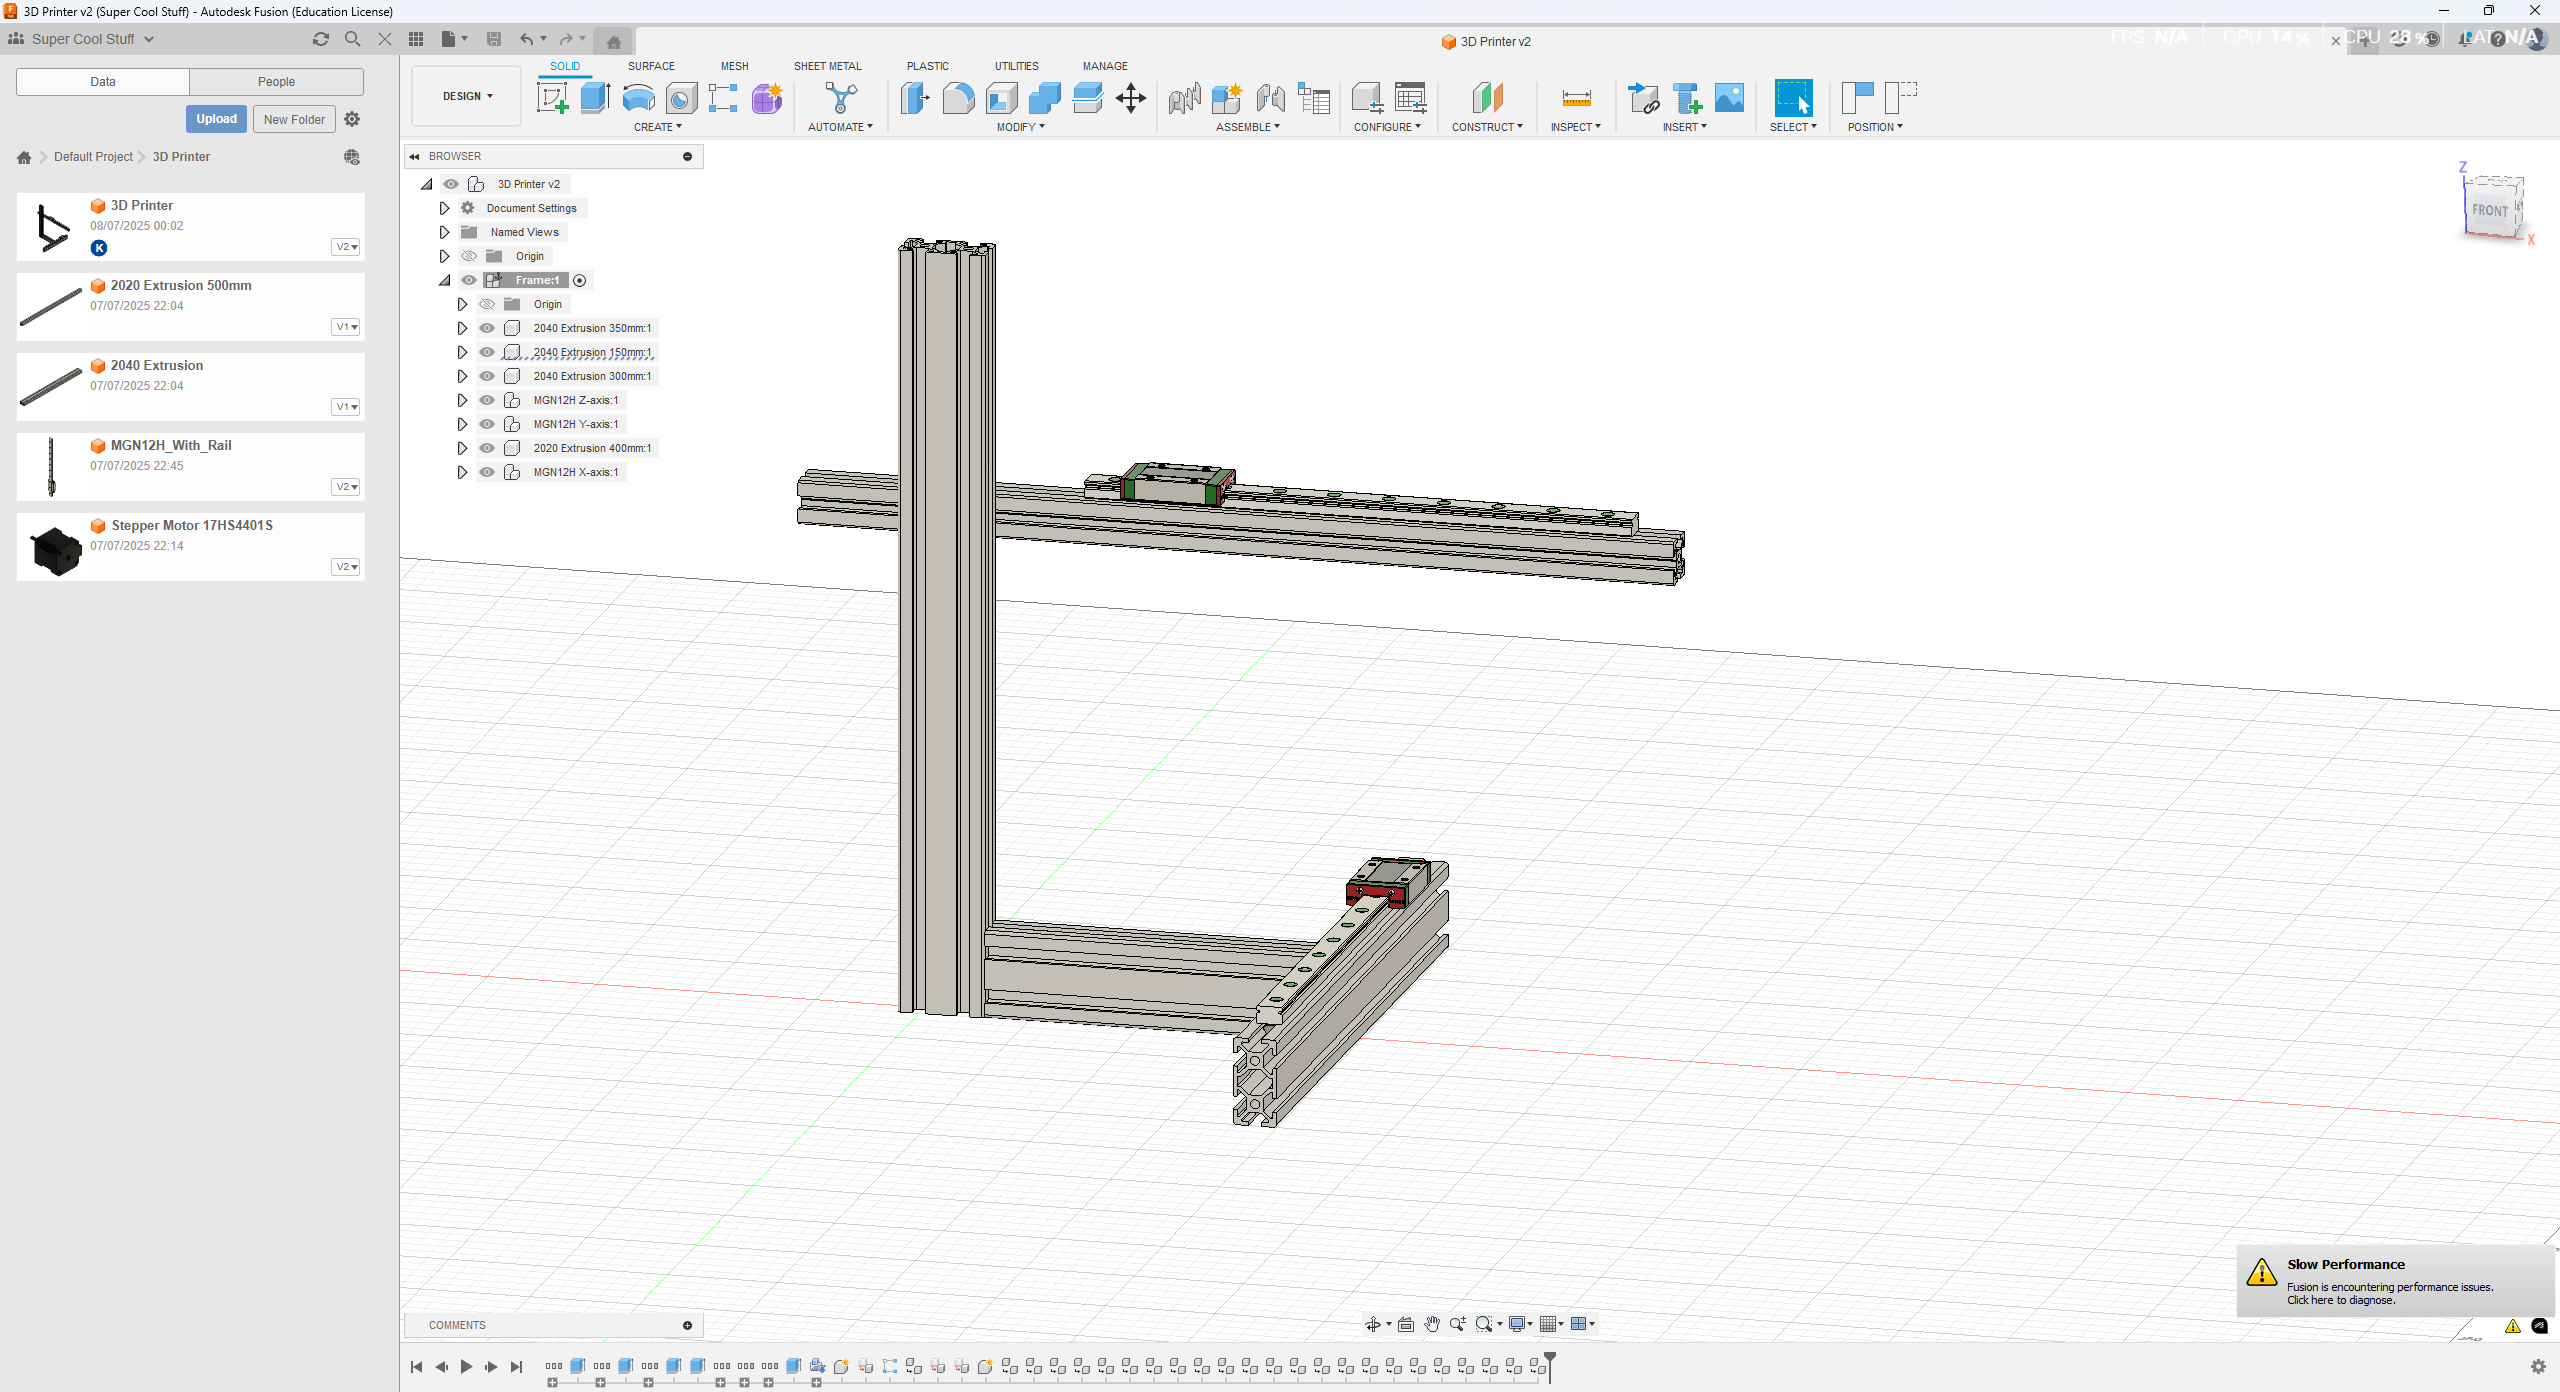 3D Printer v2 (Super Cool Stuff) - Autodesk Fusion (Education License)
Super Cool Stuff
3D Printer v2
FPS N/A GPU 14 % CPU 28 % LAT N/A
Data People
Upload New Folder
Default Project 3D Printer
3D Printer
08/07/2025 00:02
K
V2
2020 Extrusion 500mm
07/07/2025 22:04
V1
2040 Extrusion
07/07/2025 22:04
V1
MGN12H_With_Rail
07/07/2025 22:45
V2
Stepper Motor 17HS4401S
07/07/2025 22:14
V2
DESIGN
SOLID SURFACE MESH SHEET METAL PLASTIC UTILITIES MANAGE
CREATE AUTOMATE MODIFY ASSEMBLE CONFIGURE CONSTRUCT INSPECT INSERT SELECT POSITION
BROWSER
3D Printer v2
Document Settings
Named Views
Origin
Frame:1
Origin
2040 Extrusion 350mm:1
2040 Extrusion 150mm:1
2040 Extrusion 300mm:1
MGN12H Z-axis:1
MGN12H Y-axis:1
2020 Extrusion 400mm:1
MGN12H X-axis:1
Z
FRONT
X
Slow Performance
Fusion is encountering performance issues.
Click here to diagnose.
COMMENTS